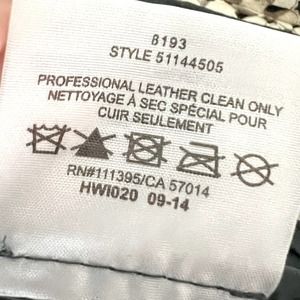 8193
STYLE 51144505
PROFESSIONAL LEATHER CLEAN ONLY
NETTOYAGE À SEC SPÉCIAL POUR
CUIR SEULEMENT
RN#111395/CA 57014
HWI020 09-14